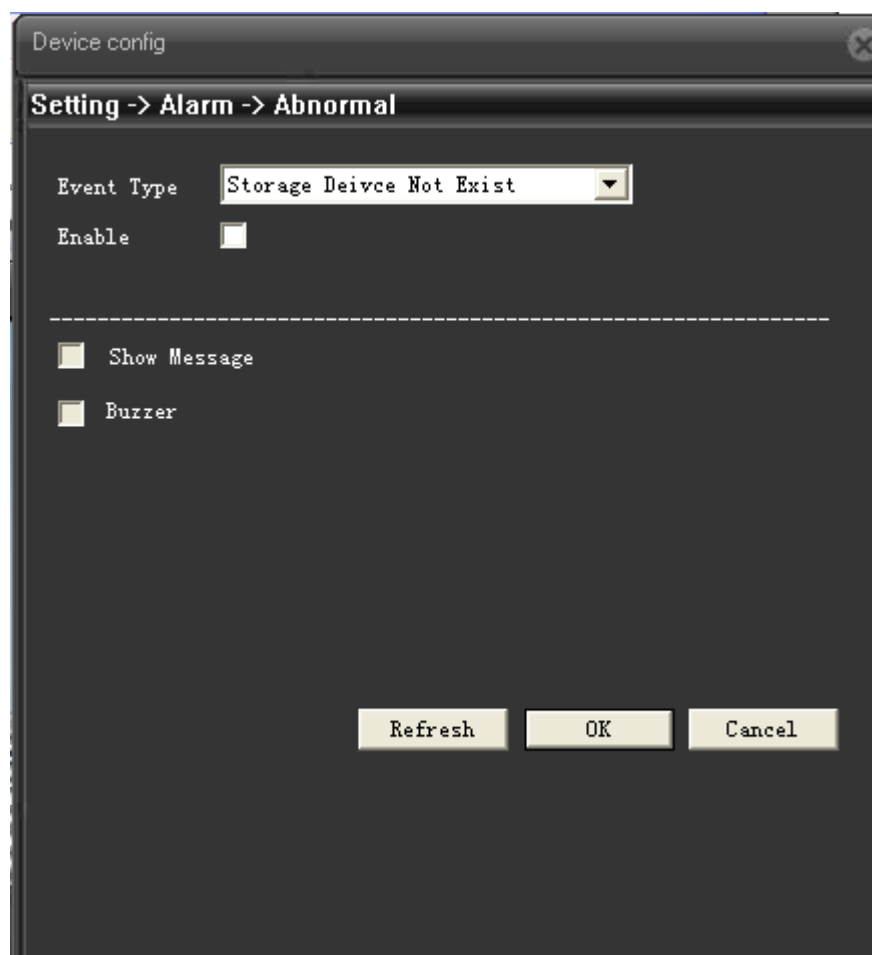 Device config
Setting -> Alarm -> Abnormal
Event Type Storage Deivce Not Exist
Enable
Show Message
Buzzer
Refresh OK Cancel